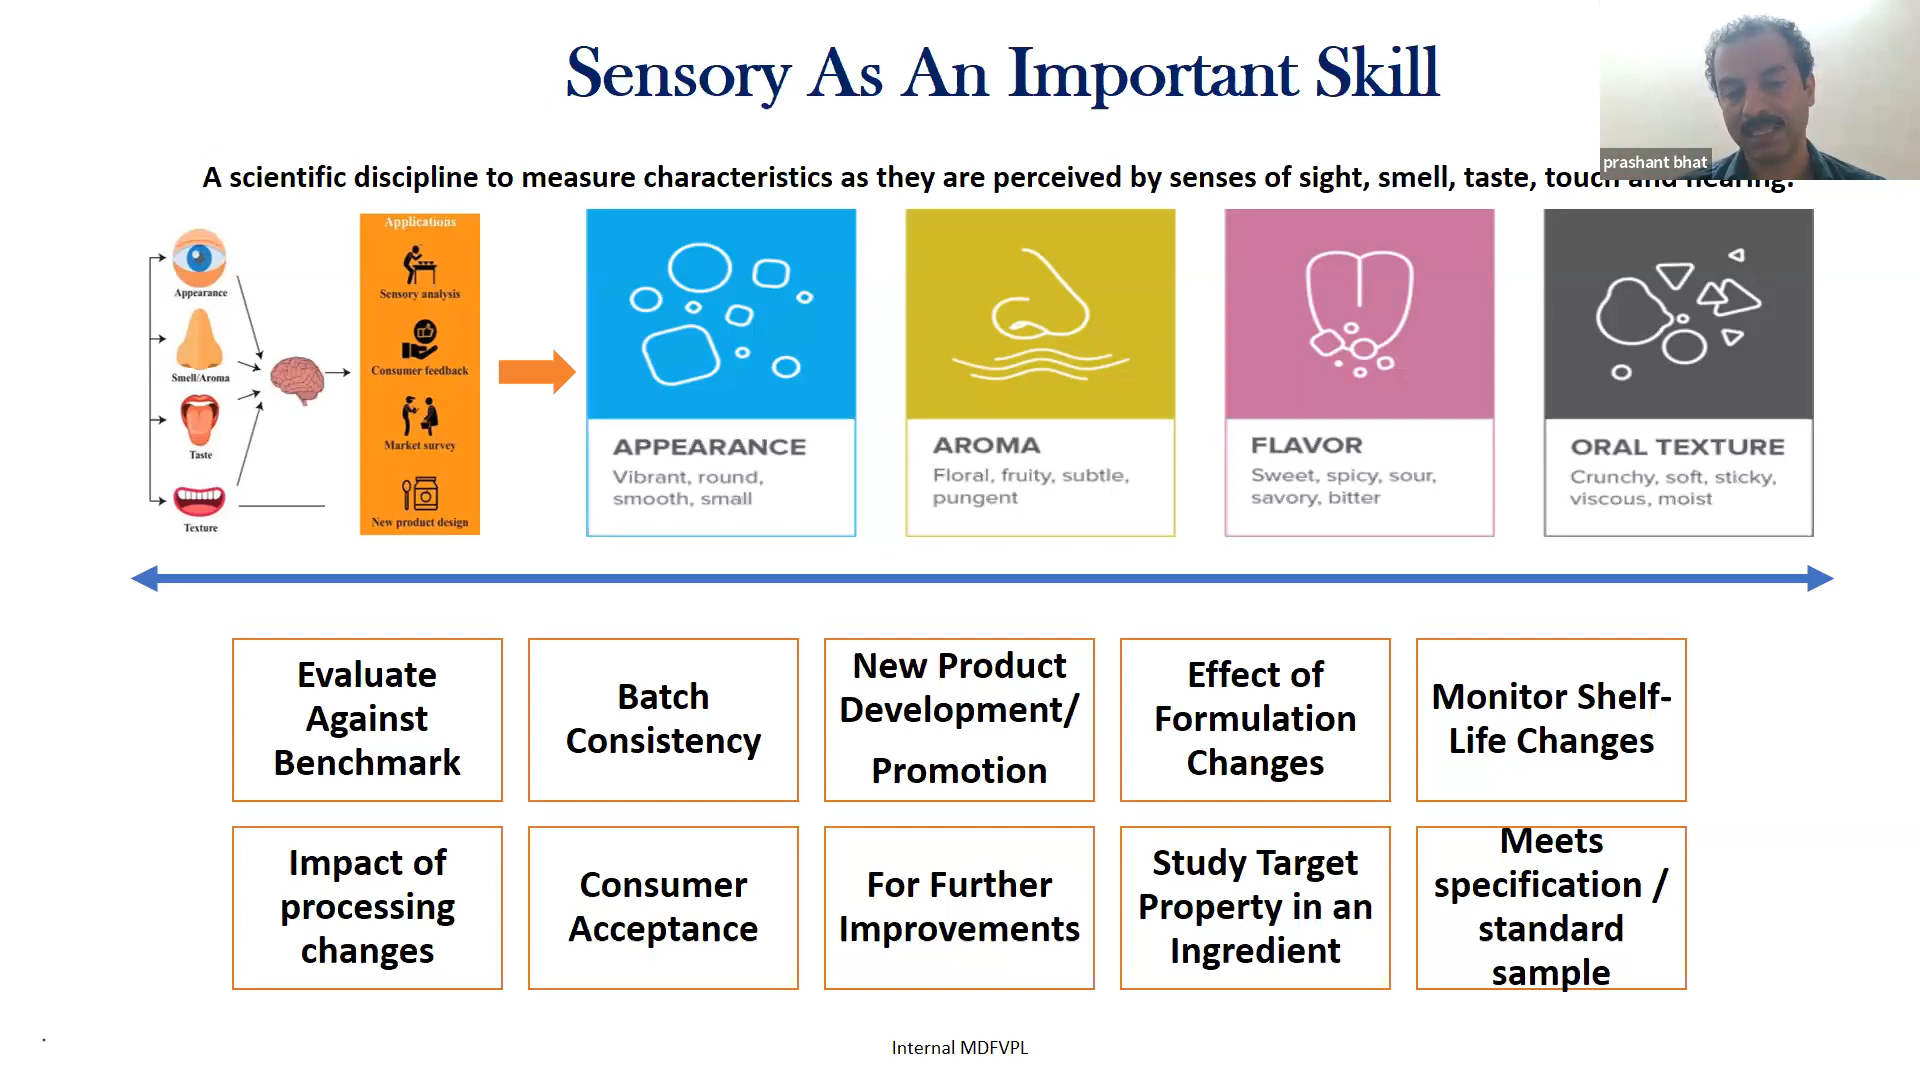 Sensory As An Important Skill
prashant bhat
A scientific discipline to measure characteristics as they are perceived by senses of sight, smell, taste, touch and hearing.
Appearance
Smell/Aroma
Taste
Texture
Applications
Sensory analysis
Consumer feedback
Market survey
New product design
APPEARANCE
Vibrant, round,
smooth, small
AROMA
Floral, fruity, subtle,
pungent
FLAVOR
Sweet, spicy, sour,
savory, bitter
ORAL TEXTURE
Crunchy, soft, sticky,
viscous, moist
Evaluate
Against
Benchmark
Batch
Consistency
New Product
Development/
Promotion
Effect of
Formulation
Changes
Monitor Shelf-
Life Changes
Impact of
processing
changes
Consumer
Acceptance
For Further
Improvements
Study Target
Property in an
Ingredient
Meets
specification /
standard
sample
Internal MDFVPL